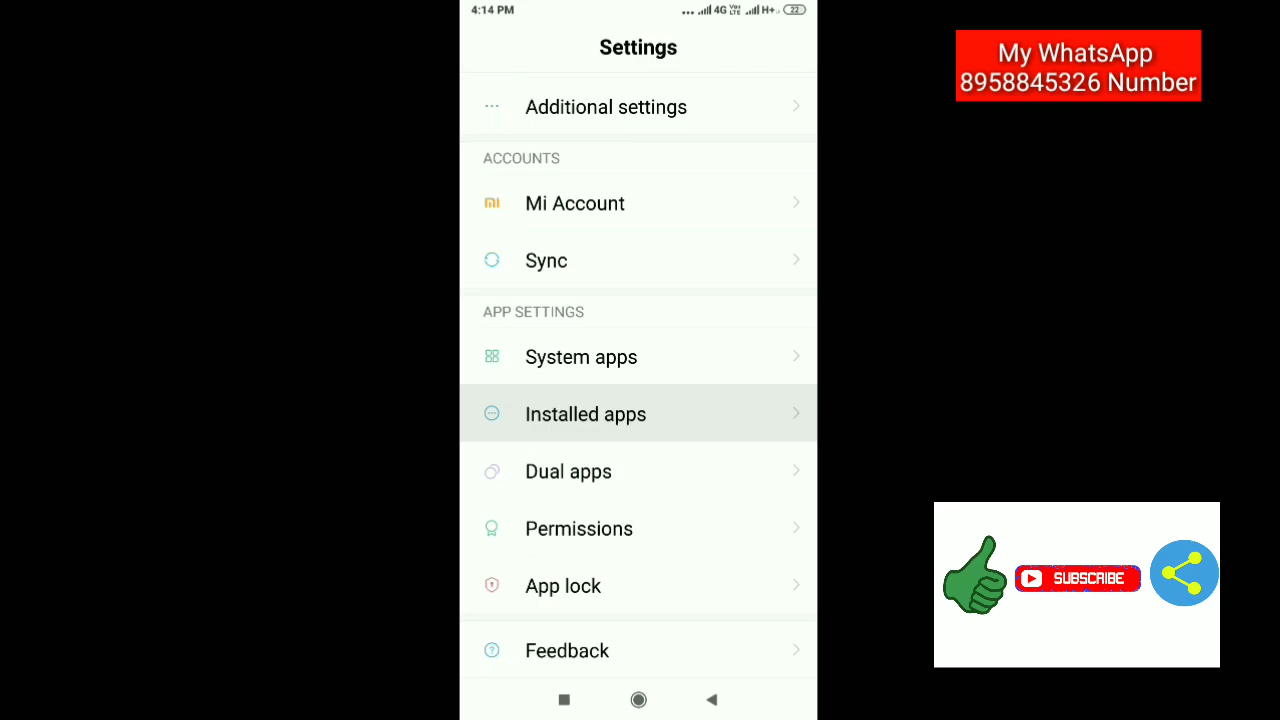 4:14 PM
4G VoLTE H+ 22
My WhatsApp
8958845326 Number
Settings
Additional settings
ACCOUNTS
Mi Account
Sync
APP SETTINGS
System apps
Installed apps
Dual apps
Permissions
App lock
Feedback
SUBSCRIBE